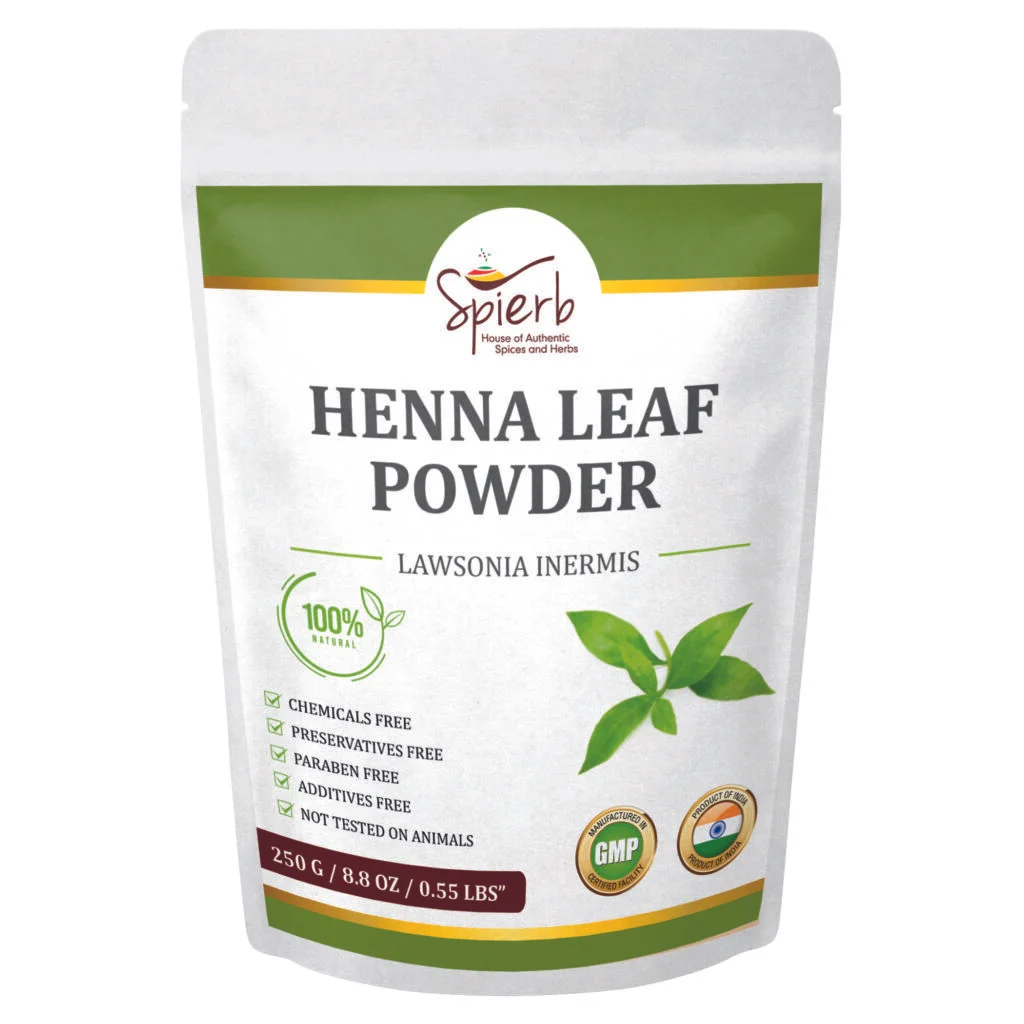 Spierb
House of Authentic
Spices and Herbs
HENNA LEAF
POWDER
LAWSONIA INERMIS
100%
NATURAL
CHEMICALS FREE
PRESERVATIVES FREE
PARABEN FREE
ADDITIVES FREE
NOT TESTED ON ANIMALS
MANUFACTURED IN
GMP
CERTIFIED FACILITY
PRODUCT OF INDIA
PRODUCT OF INDIA
250 G / 8.8 OZ / 0.55 LBS”